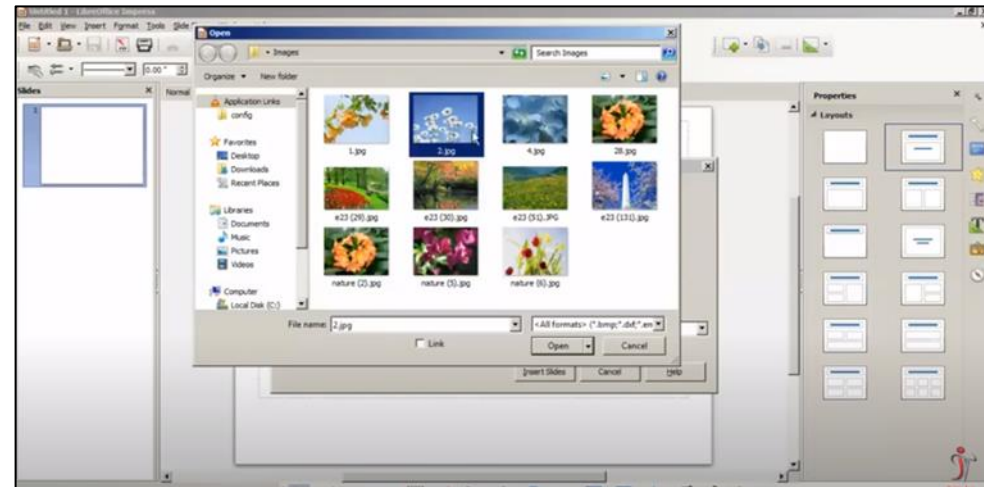 Untitled 1 - LibreOffice Impress
File Edit View Insert Format Tools Slide
Open
Images
Search Images
Organize New folder
0.00"
Slides
Normal
Properties
Layouts
1
Application Links
config
Favorites
Desktop
Downloads
Recent Places
Libraries
Documents
Music
Pictures
Videos
Computer
Local Disk (C:)
1.jpg
2.jpg
4.jpg
28.jpg
e23 (29).jpg
e23 (30).jpg
e23 (51).JPG
e23 (131).jpg
nature (2).jpg
nature (5).jpg
nature (6).jpg
File name: 2.jpg
<All formats> (*.bmp;*.dxf;*.em
Link
Open
Cancel
Insert Slides
Cancel
Help